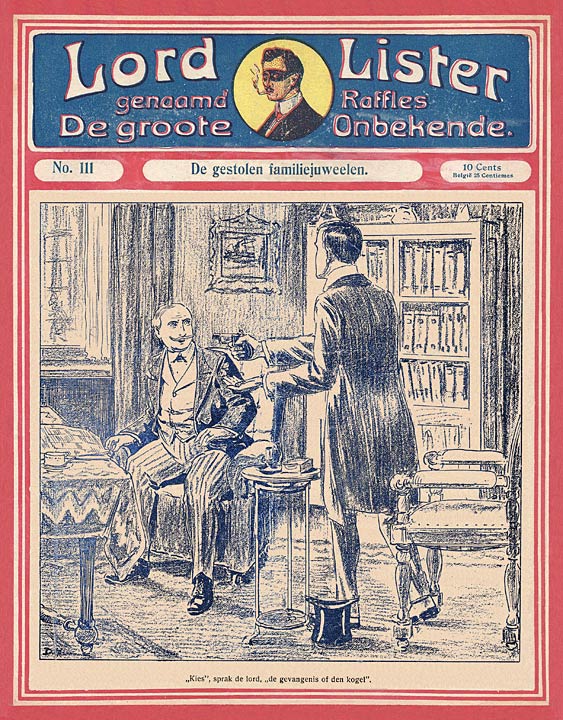 Lord Lister
genaamd Raffles
De groote Onbekende.
No. 111
De gestolen familiejuweelen.
10 Cents
België 25 Centiemes
„Kies", sprak de lord, „de gevangenis of den kogel".